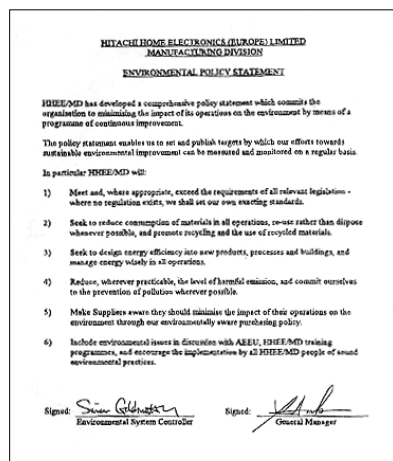 HITACHI HOME ELECTRONICS (EUROPE) LIMITED
MANUFACTURING DIVISION
ENVIRONMENTAL POLICY STATEMENT
HHEE/MD has developed a comprehensive policy statement which commits the
organisation to minimising the impact of its operations on the environment by means of a
programme of continuous improvement.
The policy statement enables us to set and publish targets by which our efforts towards
sustainable environmental improvement can be measured and monitored on a regular basis.
In particular HHEE/MD will:
1) Meet and, where appropriate, exceed the requirements of all relevant legislation -
where no regulation exists, we shall set our own exacting standards.
2) Seek to reduce consumption of materials in all operations, re-use rather than dispose
whenever possible, and promote recycling and the use of recycled materials.
3) Seek to design energy efficiency into new products, processes and buildings, and
manage energy wisely in all operations.
4) Reduce, wherever practicable, the level of harmful emission, and commit ourselves
to the prevention of pollution wherever possible.
5) Make Suppliers aware they should minimise the impact of their operations on the
environment through our environmentally aware purchasing policy.
6) Include environmental issues in discussion with AEEU, HHEE/MD training
programmes, and encourage the implementation by all HHEE/MD people of sound
environmental practices.
Signed: Signed:
Environmental System Controller General Manager